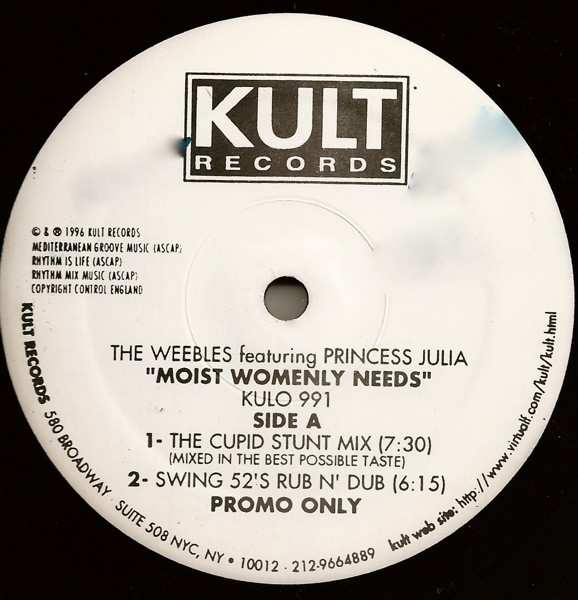 KULT
RECORDS
© & ℗ 1996 KULT RECORDS
MEDITERRANEAN GROOVE MUSIC (ASCAP)
RHYTHM IS LIFE (ASCAP)
RHYTHM MIX MUSIC (ASCAP)
COPYRIGHT CONTROL ENGLAND
THE WEEBLES featuring PRINCESS JULIA
"MOIST WOMENLY NEEDS"
KULO 991
SIDE A
1- THE CUPID STUNT MIX (7:30)
(MIXED IN THE BEST POSSIBLE TASTE)
2- SWING 52'S RUB N' DUB (6:15)
PROMO ONLY
KULT RECORDS 580 BROADWAY · SUITE 508 NYC, NY • 10012 · 212-9664889 kult web site: http://www.virtualf.com/kult/kult.html